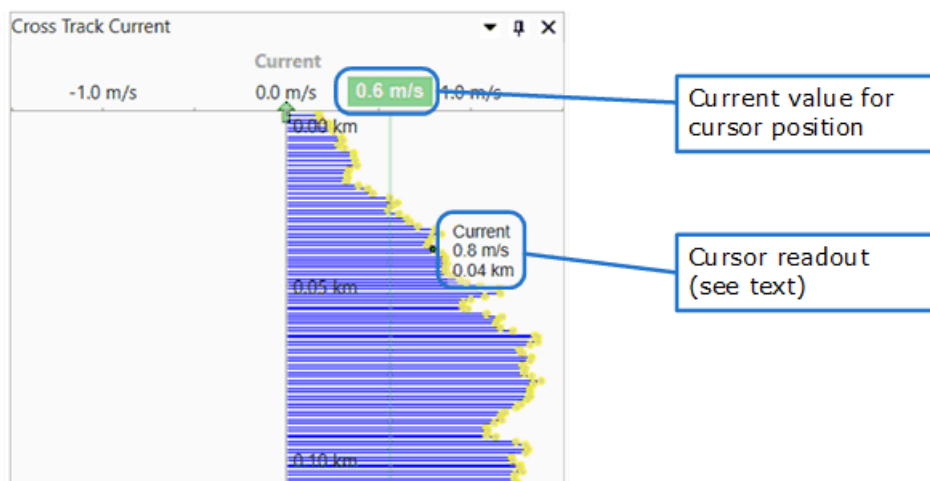 Cross Track Current
Current
-1.0 m/s 0.0 m/s 0.6 m/s 1.0 m/s
0.00 km
Current
0.8 m/s
0.04 km
0.05 km
0.10 km
Current value for
cursor position
Cursor readout
(see text)